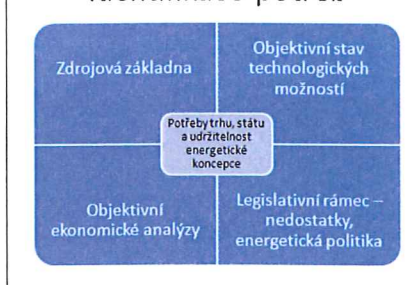 Zdrojová základna
Objektivní stav
technologických
možností
Potřeby trhu, státu
a udržitelnost
energetické
koncepce
Objektivní
ekonomické analýzy
Legislativní rámec –
nedostatky,
energetická politika